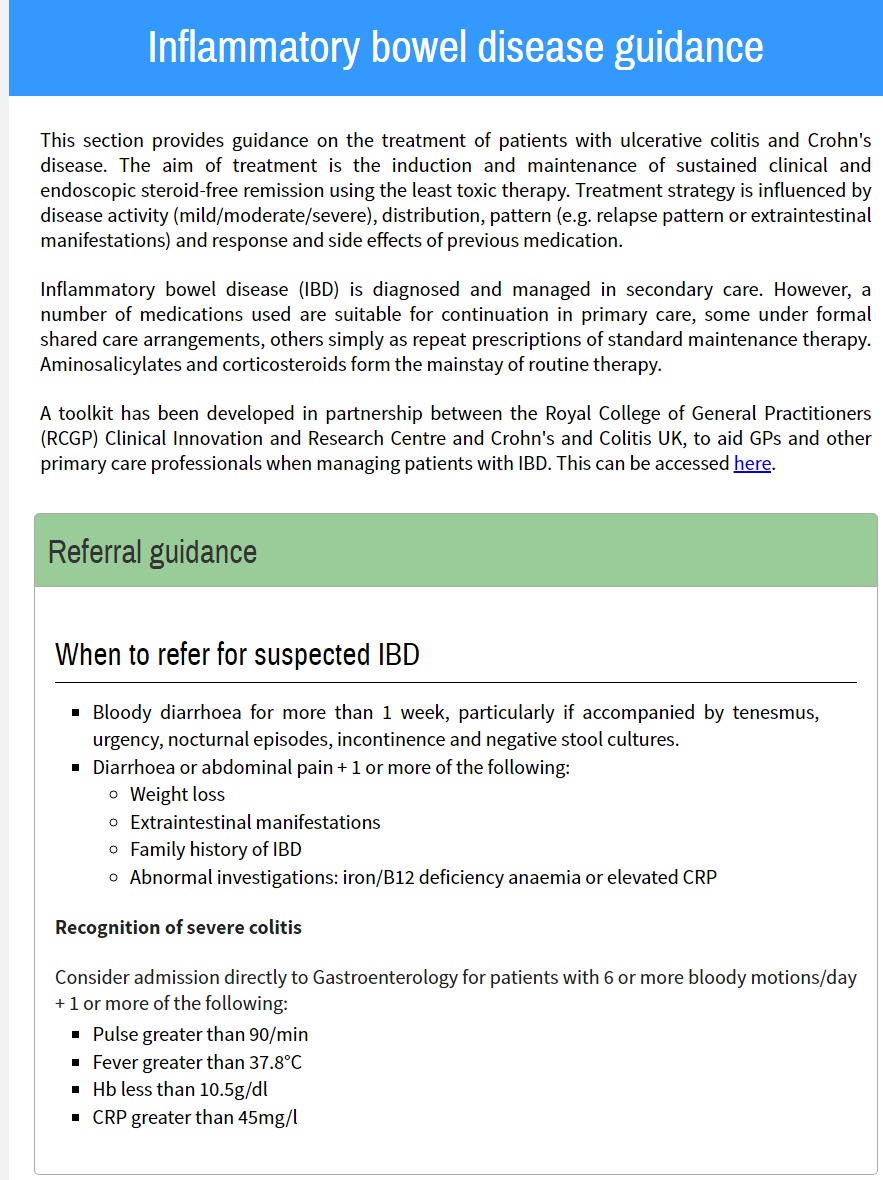 Inflammatory bowel disease guidance
This section provides guidance on the treatment of patients with ulcerative colitis and Crohn's
disease. The aim of treatment is the induction and maintenance of sustained clinical and
endoscopic steroid-free remission using the least toxic therapy. Treatment strategy is influenced by
disease activity (mild/moderate/severe), distribution, pattern (e.g. relapse pattern or extraintestinal
manifestations) and response and side effects of previous medication.
Inflammatory bowel disease (IBD) is diagnosed and managed in secondary care. However, a
number of medications used are suitable for continuation in primary care, some under formal
shared care arrangements, others simply as repeat prescriptions of standard maintenance therapy.
Aminosalicylates and corticosteroids form the mainstay of routine therapy.
A toolkit has been developed in partnership between the Royal College of General Practitioners
(RCGP) Clinical Innovation and Research Centre and Crohn's and Colitis UK, to aid GPs and other
primary care professionals when managing patients with IBD. This can be accessed here.
Referral guidance
When to refer for suspected IBD
▪ Bloody diarrhoea for more than 1 week, particularly if accompanied by tenesmus,
urgency, nocturnal episodes, incontinence and negative stool cultures.
▪ Diarrhoea or abdominal pain + 1 or more of the following:
◦ Weight loss
◦ Extraintestinal manifestations
◦ Family history of IBD
◦ Abnormal investigations: iron/B12 deficiency anaemia or elevated CRP
Recognition of severe colitis
Consider admission directly to Gastroenterology for patients with 6 or more bloody motions/day
+ 1 or more of the following:
▪ Pulse greater than 90/min
▪ Fever greater than 37.8°C
▪ Hb less than 10.5g/dl
▪ CRP greater than 45mg/l